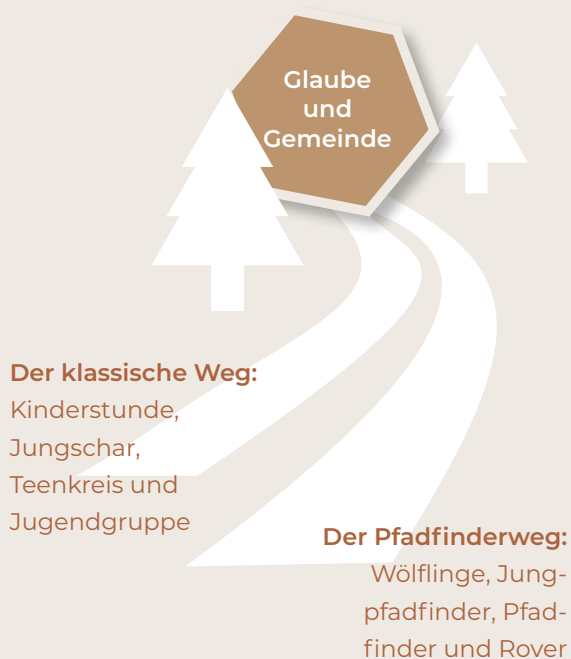 Glaube
und
Gemeinde
Der klassische Weg:
Kinderstunde,
Jungschar,
Teenkreis und
Jugendgruppe
Der Pfadfinderweg:
Wölflinge, Jung-
pfadfinder, Pfad-
finder und Rover